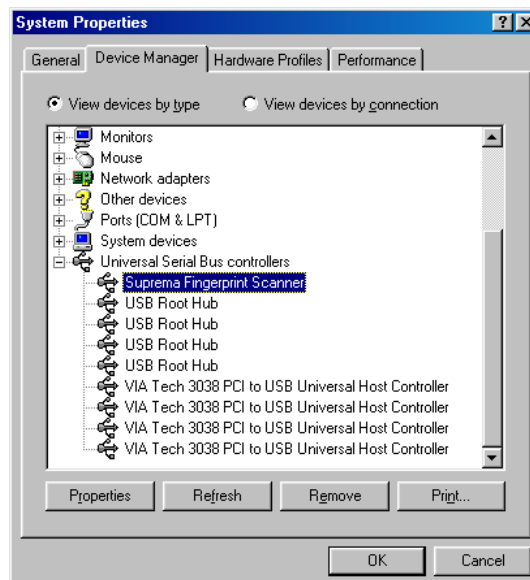 System Properties
General Device Manager Hardware Profiles Performance
View devices by type View devices by connection
Monitors
Mouse
Network adapters
Other devices
Ports (COM & LPT)
System devices
Universal Serial Bus controllers
Suprema Fingerprint Scanner
USB Root Hub
USB Root Hub
USB Root Hub
USB Root Hub
VIA Tech 3038 PCI to USB Universal Host Controller
VIA Tech 3038 PCI to USB Universal Host Controller
VIA Tech 3038 PCI to USB Universal Host Controller
VIA Tech 3038 PCI to USB Universal Host Controller
Properties Refresh Remove Print...
OK Cancel